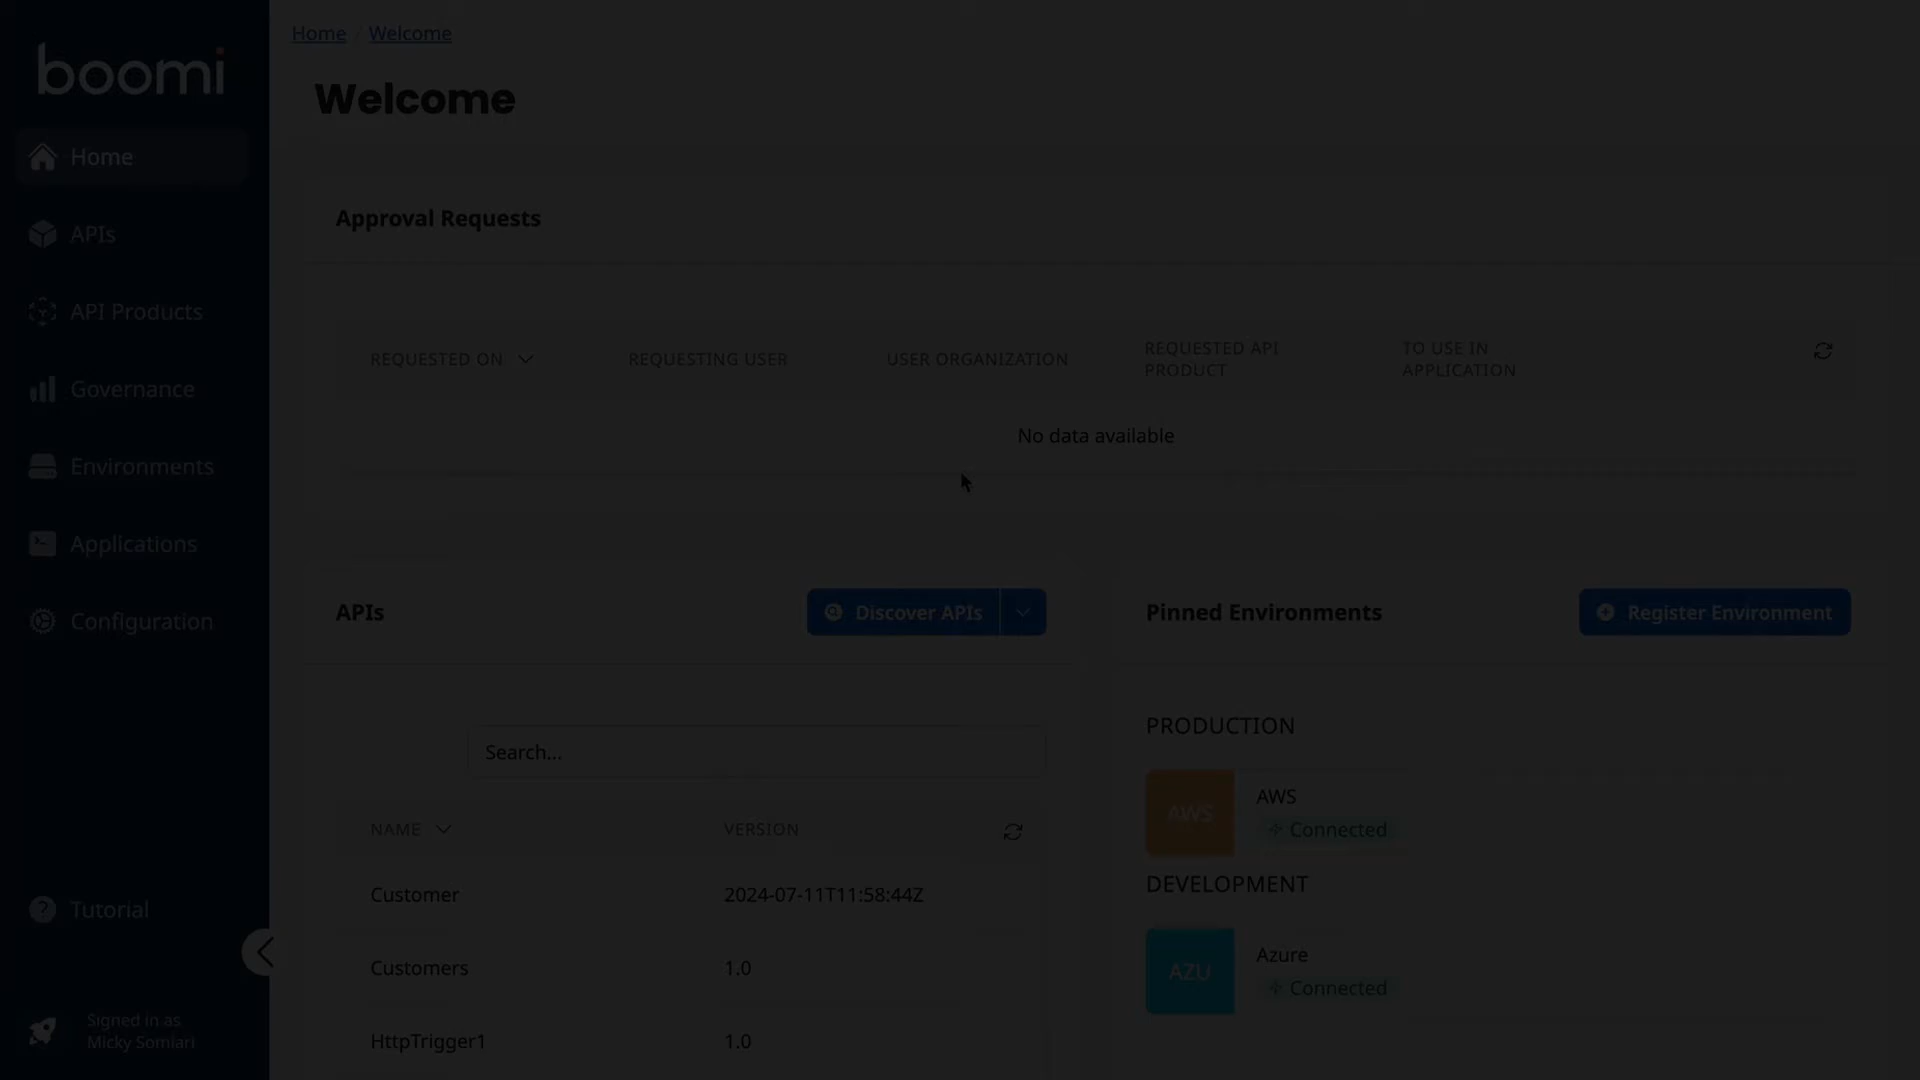 boomi
Home
APIs
API Products
Governance
Environments
Applications
Configuration
Tutorial
Signed in as
Micky Somiari
Home / Welcome
Welcome
Approval Requests
REQUESTED ON
REQUESTING USER
USER ORGANIZATION
REQUESTED API
PRODUCT
TO USE IN
APPLICATION
No data available
APIs
Discover APIs
Search...
NAME
VERSION
Customer
2024-07-11T11:58:44Z
Customers
1.0
HttpTrigger1
1.0
Pinned Environments
Register Environment
PRODUCTION
AWS
AWS
Connected
DEVELOPMENT
AZU
Azure
Connected